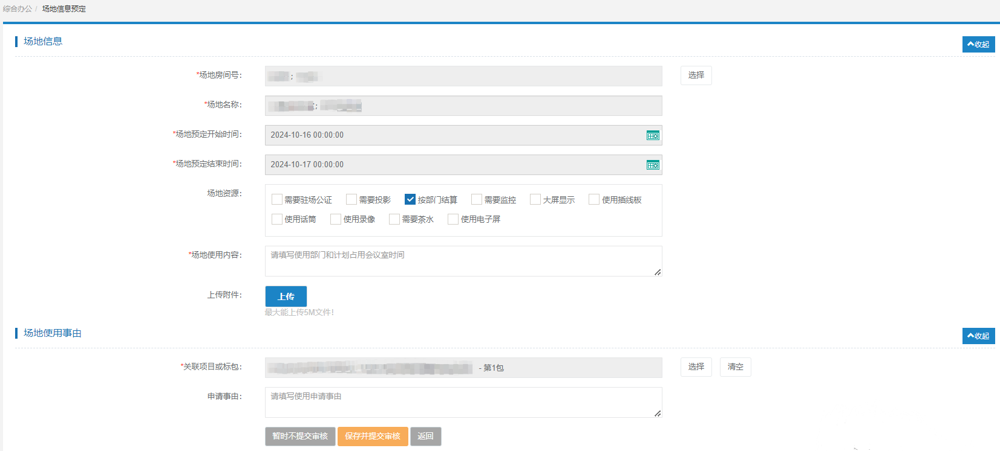 综合办公 / 场地信息预定
场地信息
收起
*场地房间号：
;
选择
*场地名称：
;
*场地预定开始时间：
2024-10-16 00:00:00
*场地预定结束时间：
2024-10-17 00:00:00
场地资源：
需要驻场公证 需要投影 按部门结算 需要监控 大屏显示 使用插线板
使用话筒 使用录像 需要茶水 使用电子屏
*场地使用内容：
请填写使用部门和计划占用会议室时间
上传附件：
上传
最大能上传5M文件!
场地使用事由
收起
*关联项目或标包：
- 第1包
选择 清空
申请事由：
请填写使用申请事由
暂时不提交审核 保存并提交审核 返回